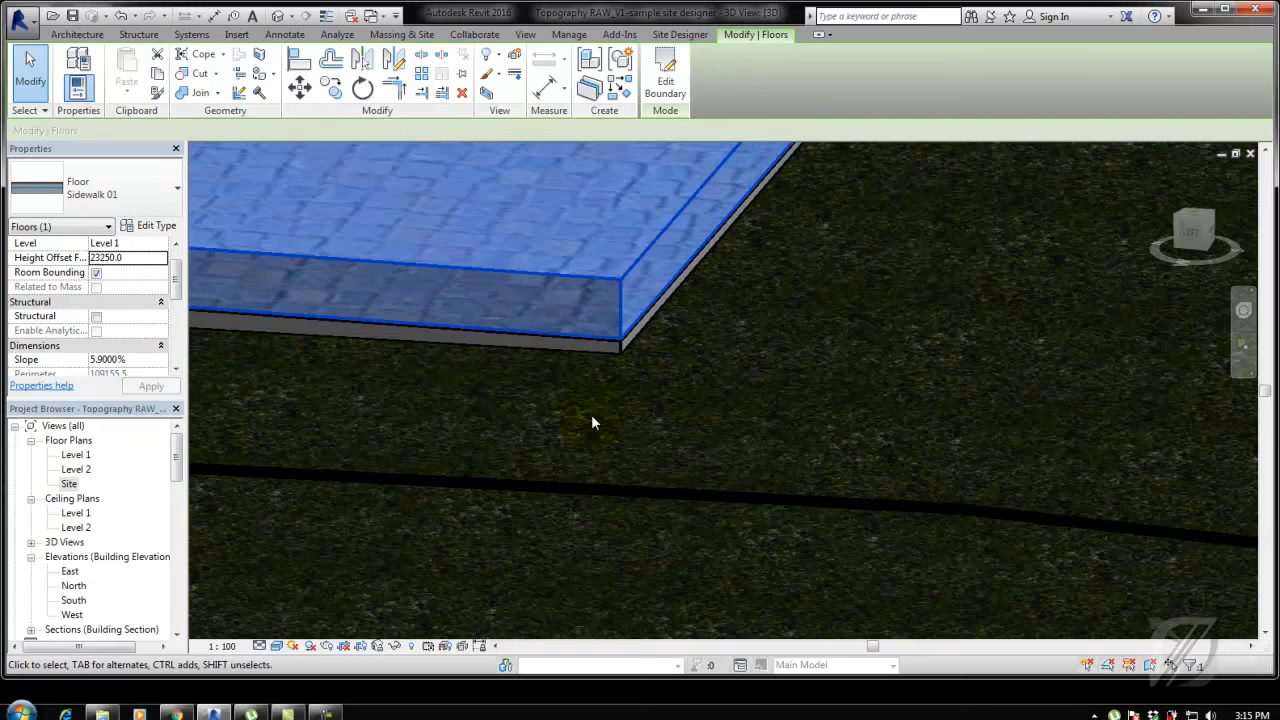 Autodesk Revit 2016 - Topography RAW_V1-sample site designer - 3D View: {3D}
Type a keyword or phrase
Sign In
Architecture Structure Systems Insert Annotate Analyze Massing & Site Collaborate View Manage Add-Ins Site Designer Modify | Floors
Modify
Paste
Cope
Cut
Join
Edit
Boundary
Select Properties Clipboard Geometry Modify View Measure Create Mode
Modify | Floors
Properties
Floor
Sidewalk 01
Floors (1) Edit Type
Level Level 1
Height Offset F... 23250.0
Room Bounding
Related to Mass
Structural
Structural
Enable Analytic...
Dimensions
Slope 5.9000%
Perimeter 109155.5
Properties help Apply
Project Browser - Topography RAW_...
Views (all)
Floor Plans
Level 1
Level 2
Site
Ceiling Plans
Level 1
Level 2
3D Views
Elevations (Building Elevation
East
North
South
West
Sections (Building Section)
1 : 100
Click to select, TAB for alternates, CTRL adds, SHIFT unselects.
:0
Main Model
:1
3:15 PM